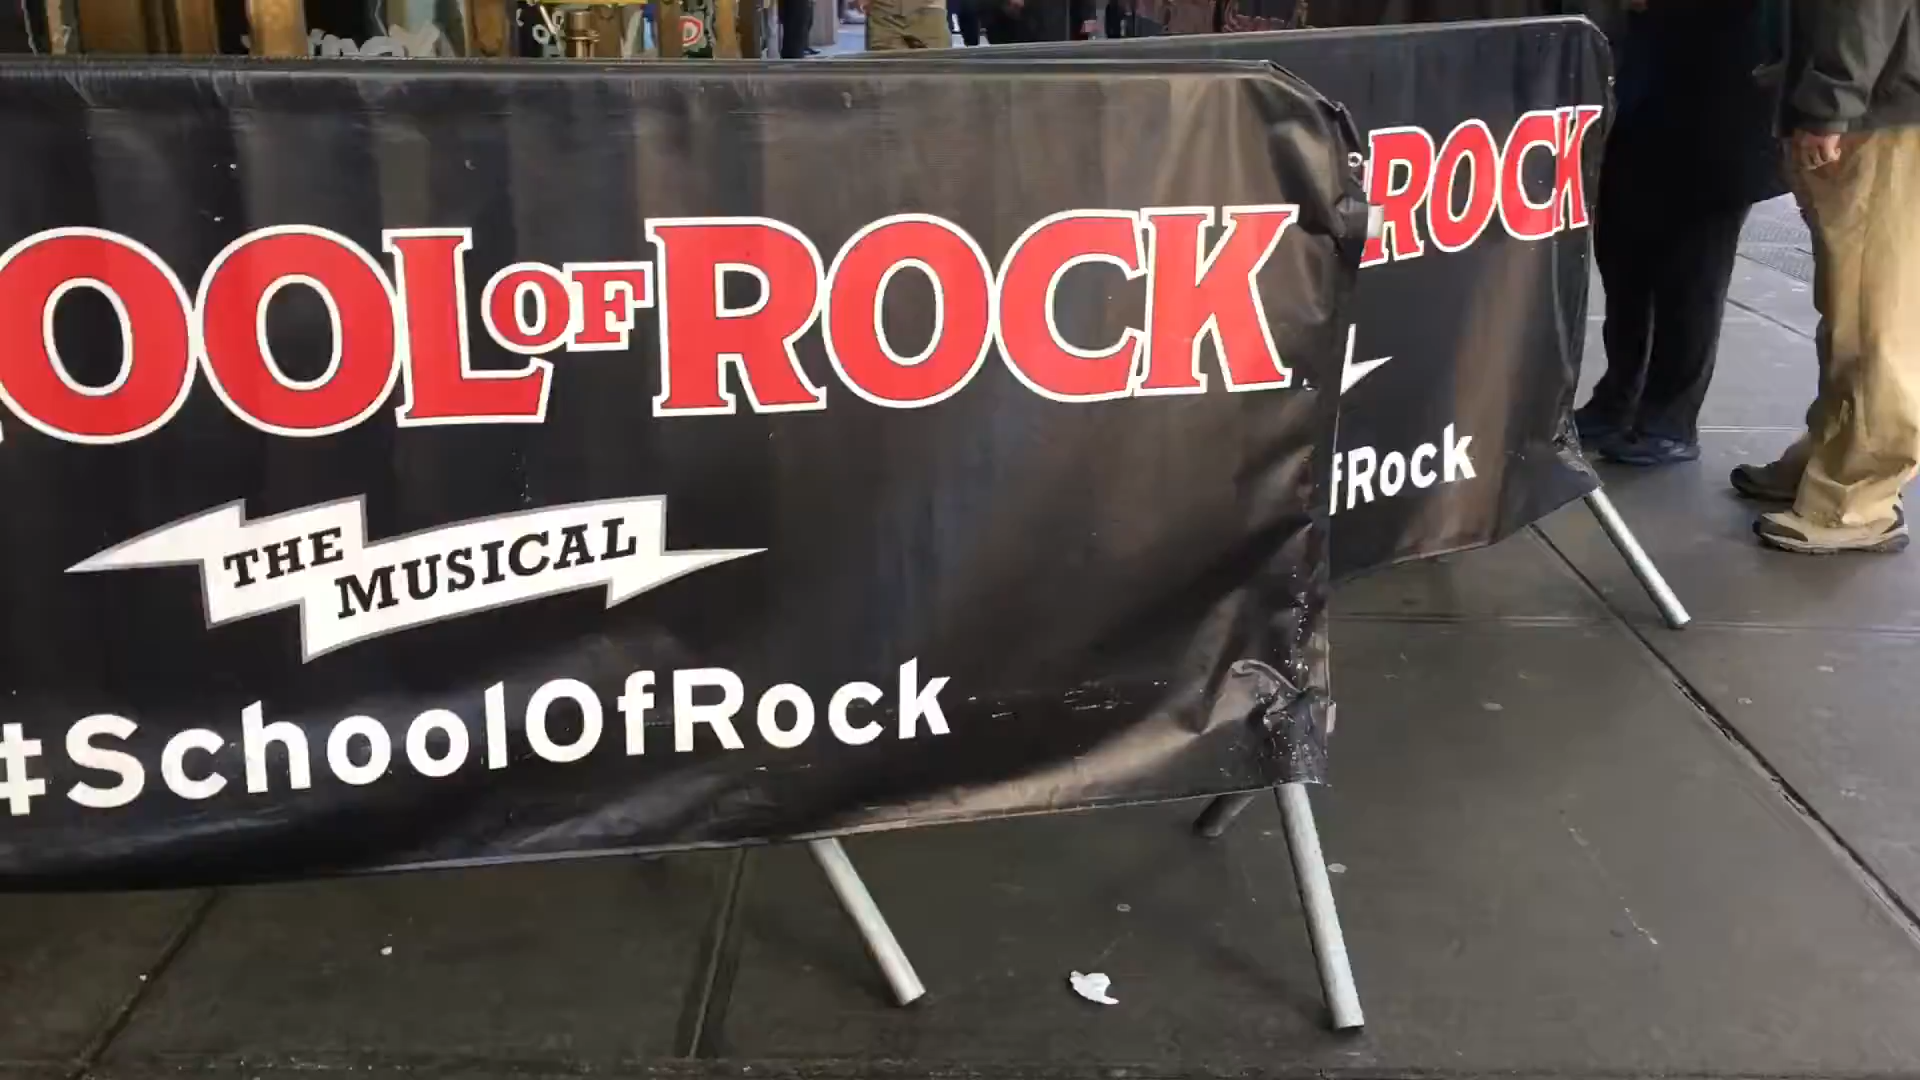 OOL OF ROCK
THE MUSICAL
#SchoolOfRock
ROCK
fRock